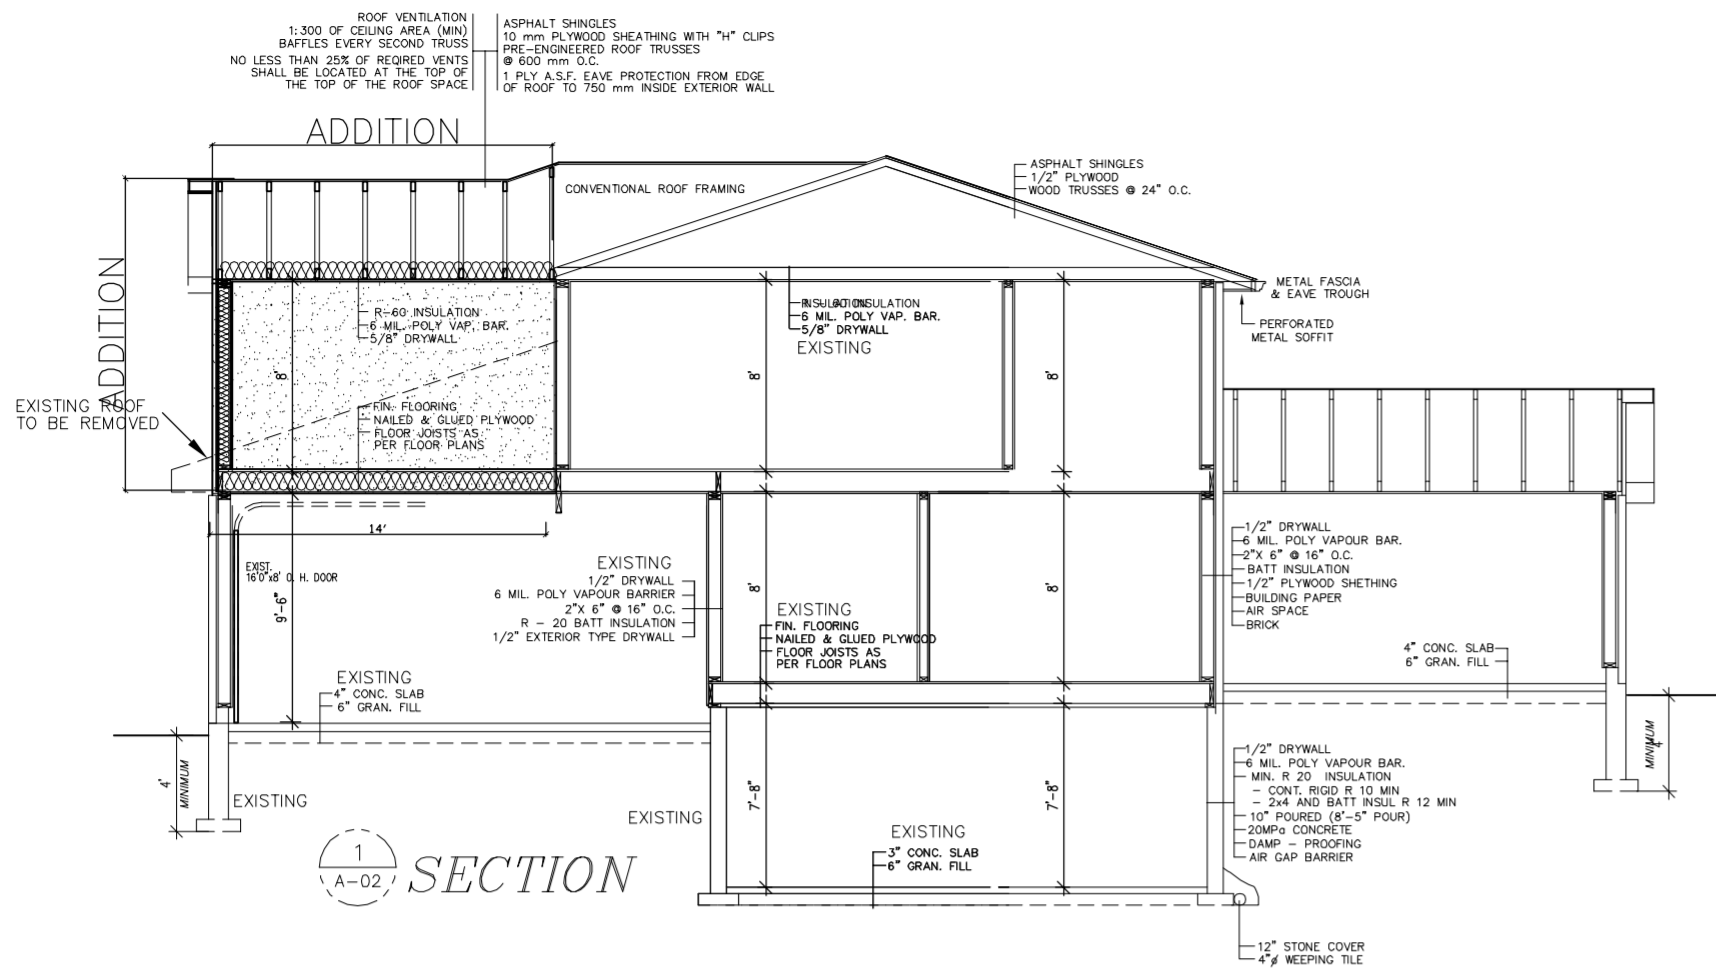 ROOF VENTILATION
1:300 OF CEILING AREA (MIN)
BAFFLES EVERY SECOND TRUSS
NO LESS THAN 25% OF REQIRED VENTS
SHALL BE LOCATED AT THE TOP OF
THE TOP OF THE ROOF SPACE
ASPHALT SHINGLES
10 mm PLYWOOD SHEATHING WITH "H" CLIPS
PRE-ENGINEERED ROOF TRUSSES
@ 600 mm O.C.
1 PLY A.S.F. EAVE PROTECTION FROM EDGE
OF ROOF TO 750 mm INSIDE EXTERIOR WALL
ADDITION
CONVENTIONAL ROOF FRAMING
ASPHALT SHINGLES
1/2" PLYWOOD
WOOD TRUSSES @ 24" O.C.
ADDITION
METAL FASCIA
& EAVE TROUGH
PERFORATED
METAL SOFFIT
R-60 INSULATION
6 MIL. POLY VAP. BAR.
5/8" DRYWALL
INSULATION
6 MIL. POLY VAP. BAR.
5/8" DRYWALL
EXISTING
8'
8'
8'
EXISTING ROOF
TO BE REMOVED
FIN. FLOORING
NAILED & GLUED PLYWOOD
FLOOR JOISTS AS
PER FLOOR PLANS
14'
EXIST.
16'0"x8' O. H. DOOR
9'-6"
EXISTING
1/2" DRYWALL
6 MIL. POLY VAPOUR BARRIER
2"X 6" @ 16" O.C.
R - 20 BATT INSULATION
1/2" EXTERIOR TYPE DRYWALL
8'
8'
EXISTING
FIN. FLOORING
NAILED & GLUED PLYWOOD
FLOOR JOISTS AS
PER FLOOR PLANS
1/2" DRYWALL
6 MIL. POLY VAPOUR BAR.
2"X 6" @ 16" O.C.
BATT INSULATION
1/2" PLYWOOD SHETHING
BUILDING PAPER
AIR SPACE
BRICK
4" CONC. SLAB
6" GRAN. FILL
EXISTING
4" CONC. SLAB
6" GRAN. FILL
4'
MINIMUM
EXISTING
EXISTING
7'-8"
7'-8"
EXISTING
3" CONC. SLAB
6" GRAN. FILL
1/2" DRYWALL
6 MIL. POLY VAPOUR BAR.
MIN. R 20 INSULATION
- CONT. RIGID R 10 MIN
- 2x4 AND BATT INSUL R 12 MIN
10" POURED (8'-5" POUR)
20MPa CONCRETE
DAMP - PROOFING
AIR GAP BARRIER
MINIMUM
4'
1
A-02
SECTION
12" STONE COVER
4"ø WEEPING TILE